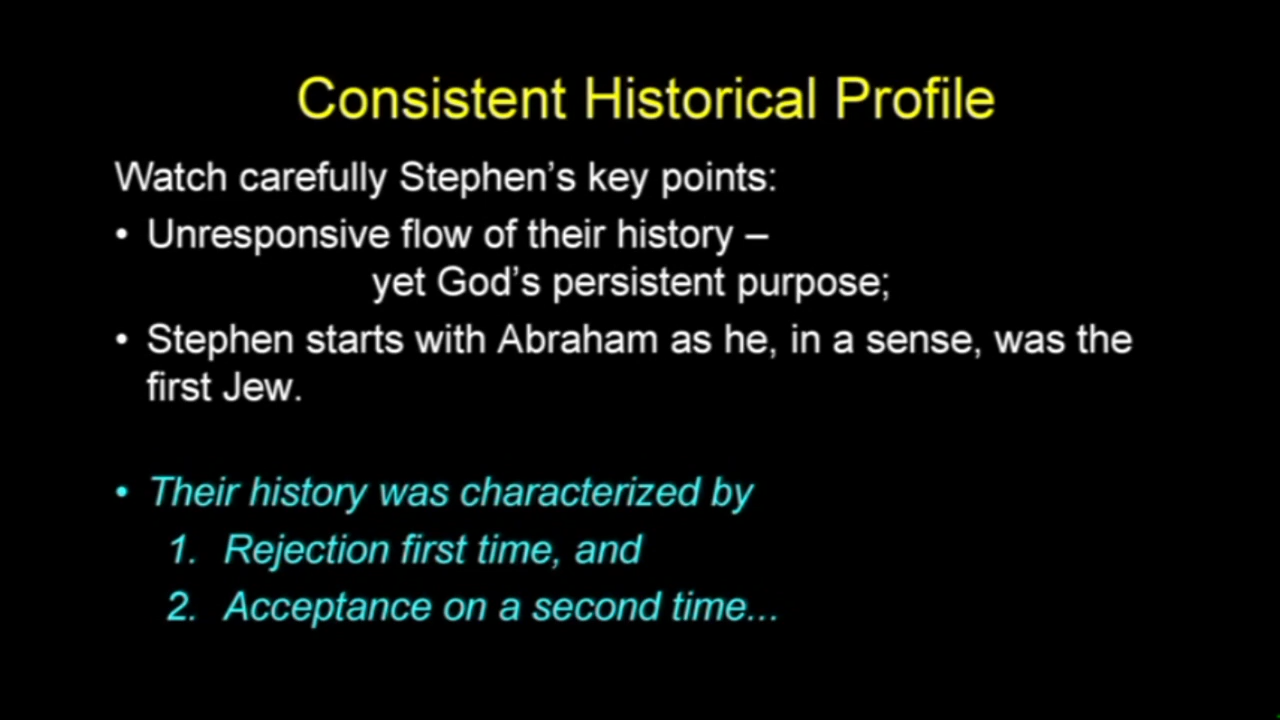 Consistent Historical Profile
Watch carefully Stephen’s key points:
• Unresponsive flow of their history –
yet God’s persistent purpose;
• Stephen starts with Abraham as he, in a sense, was the
first Jew.
• Their history was characterized by
1. Rejection first time, and
2. Acceptance on a second time...